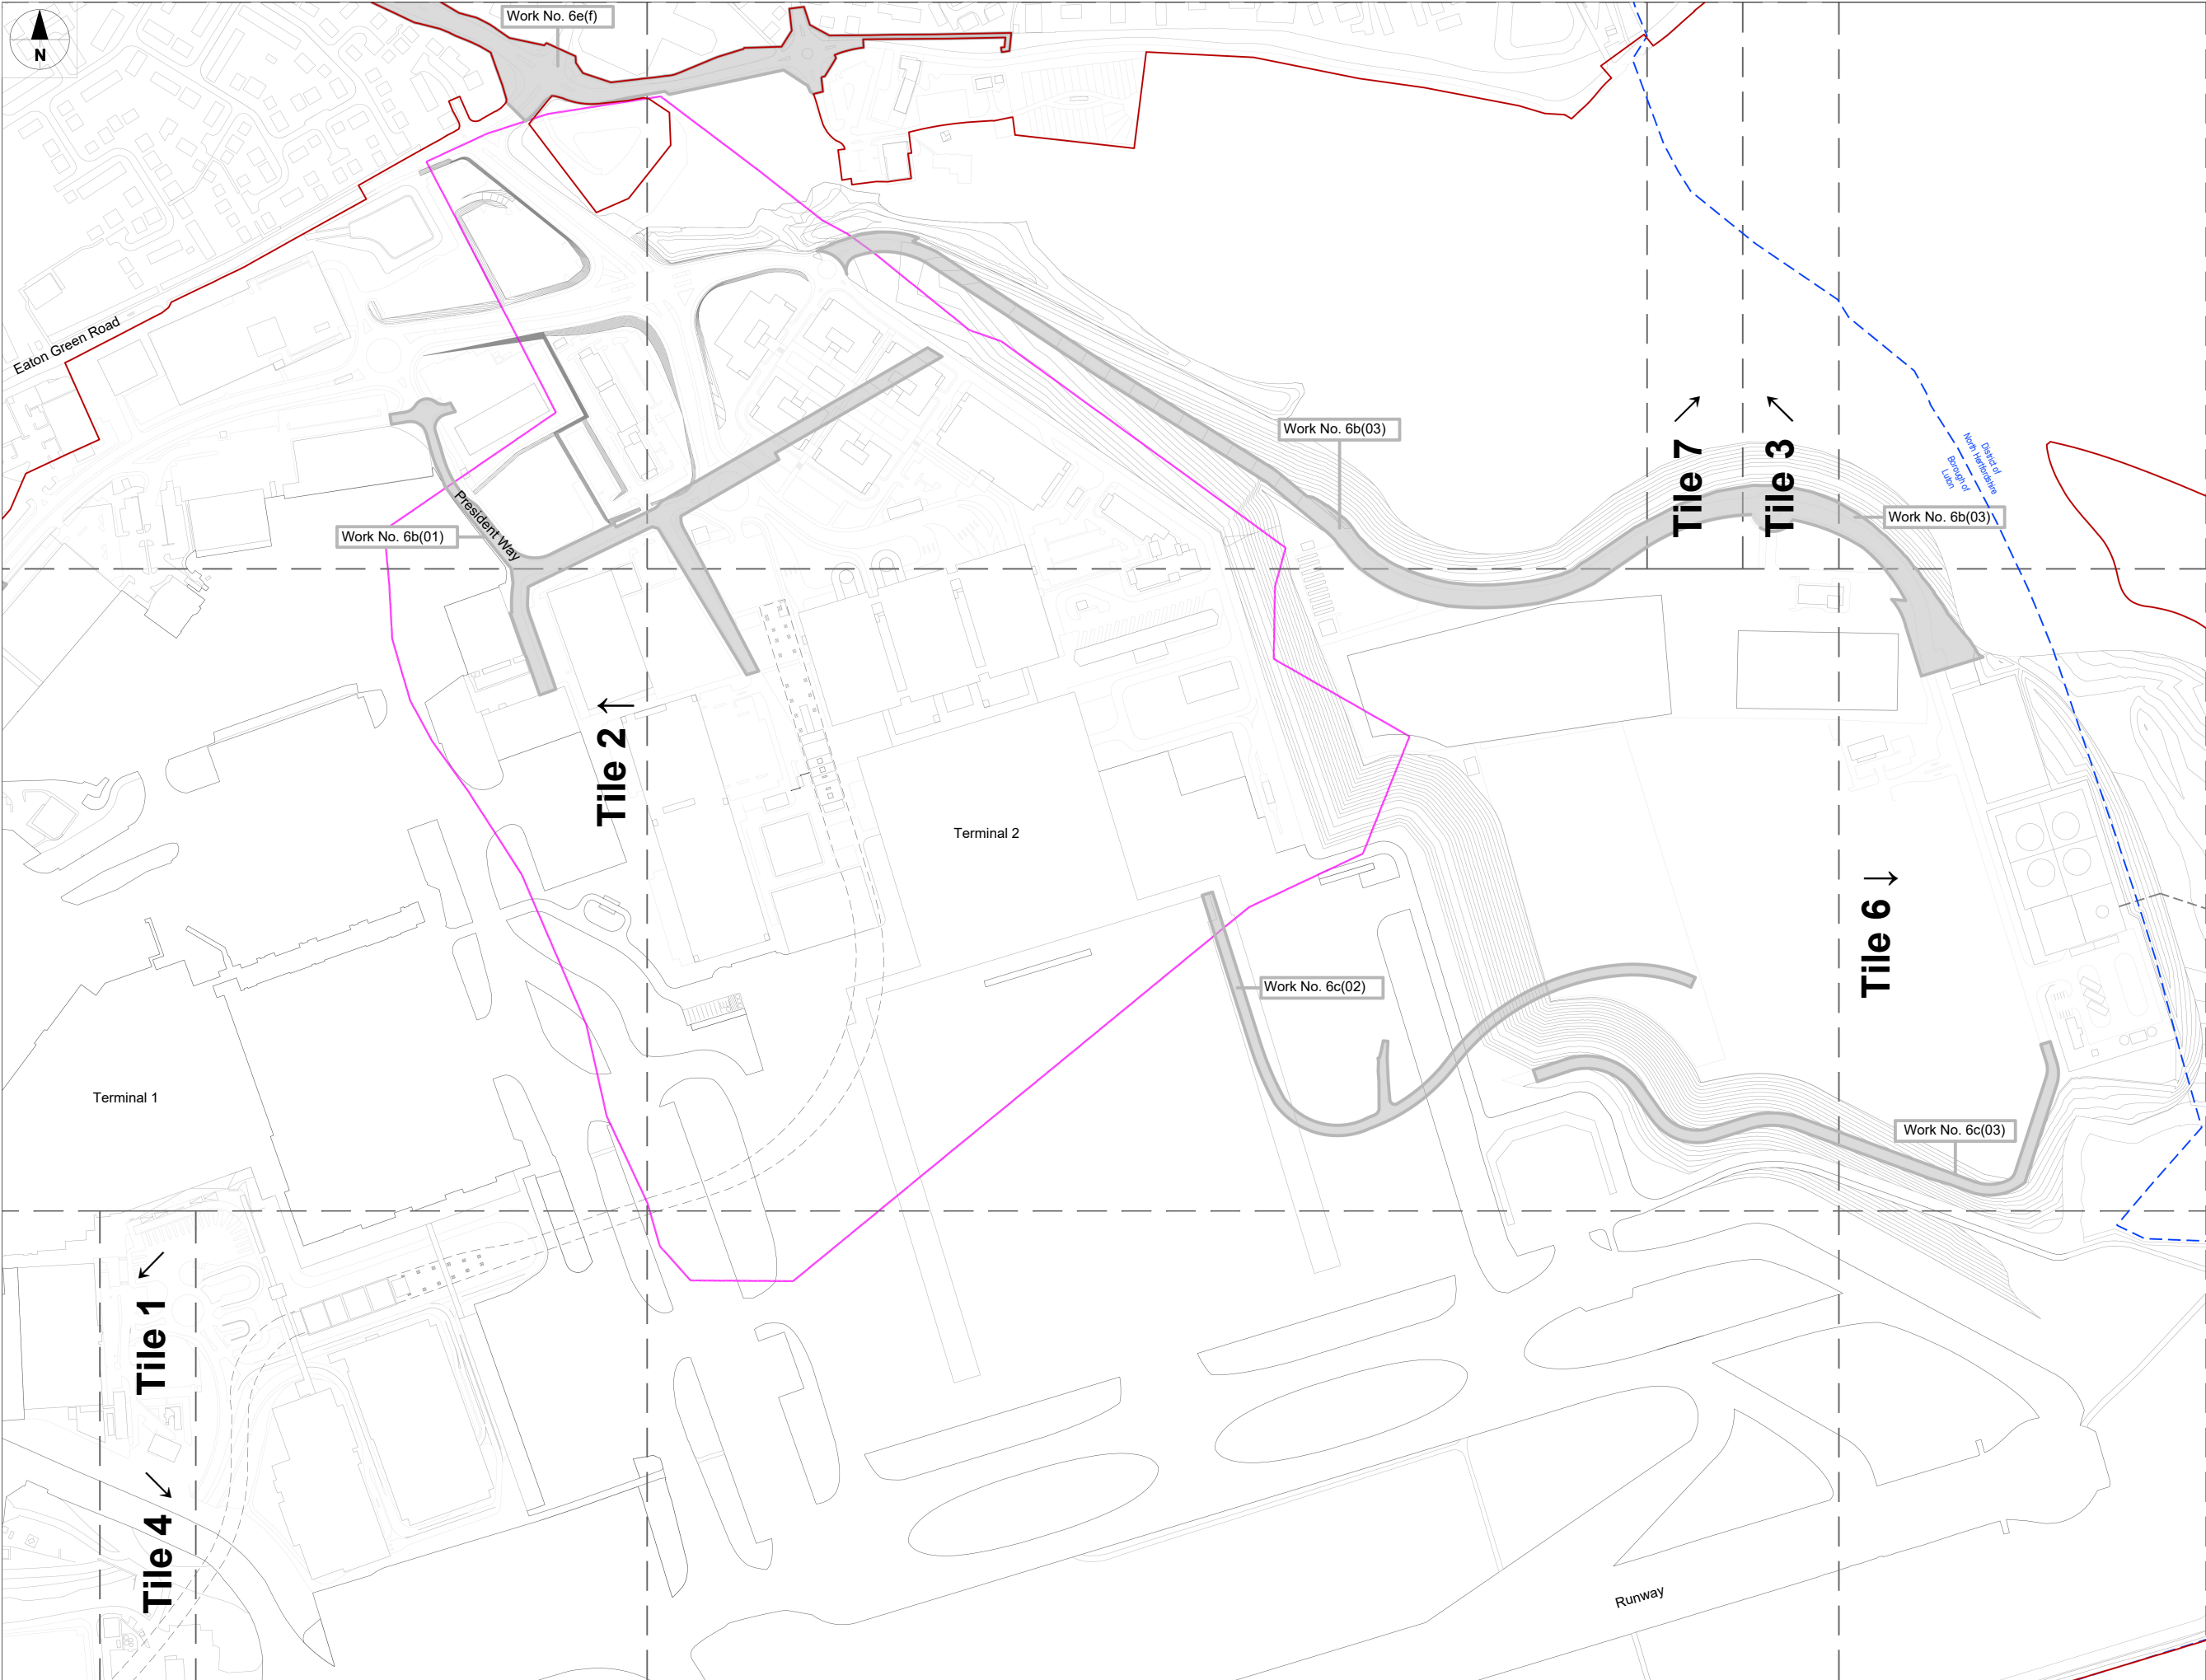 Work No. 6e(f)
N
Eaton Green Road
Work No. 6b(03)
Tile 7
Tile 3
District of
North Hertfordshire
Borough of
Luton
President Way
Work No. 6b(01)
Work No. 6b(03)
Tile 2
Terminal 2
Tile 6
Work No. 6c(02)
Terminal 1
Work No. 6c(03)
Tile 1
Tile 4
Runway